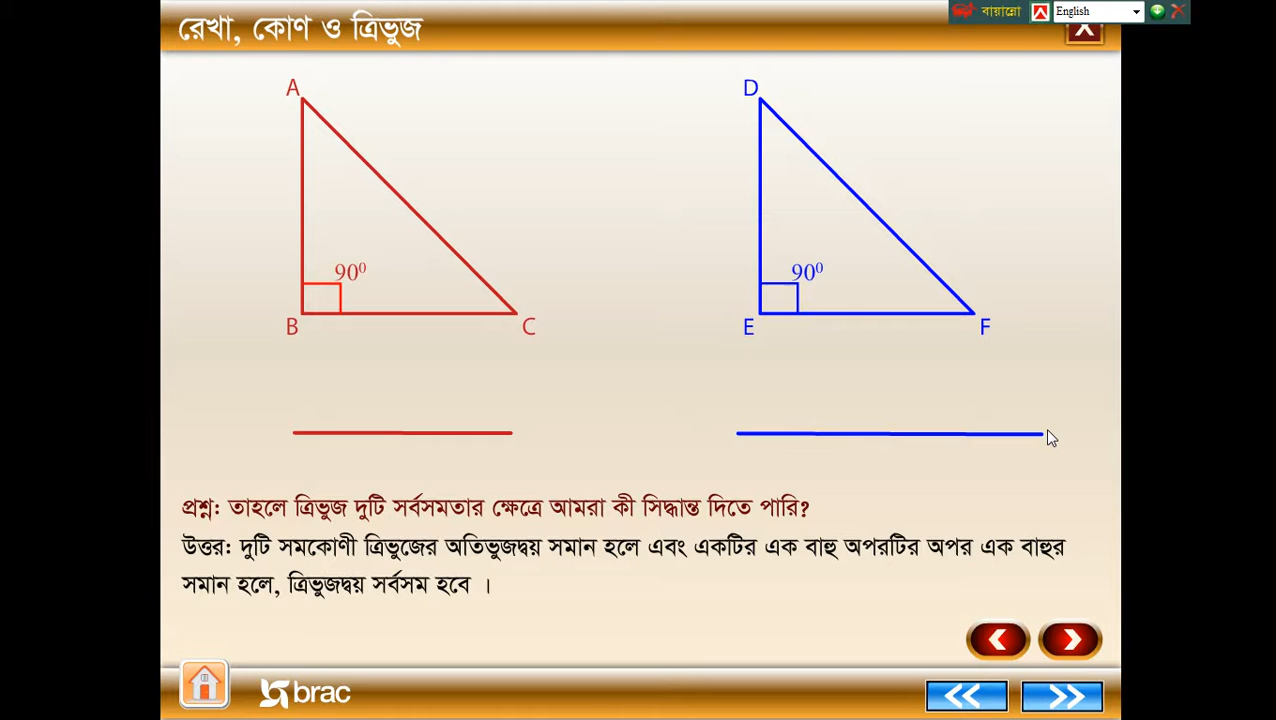 বায়ান্নো
English
রেখা, কোণ ও ত্রিভুজ
A
D
90⁰
90⁰
B
C
E
F
প্রশ্ন: তাহলে ত্রিভুজ দুটি সর্বসমতার ক্ষেত্রে আমরা কী সিদ্ধান্ত দিতে পারি?
উত্তর: দুটি সমকোণী ত্রিভুজের অতিভুজদ্বয় সমান হলে এবং একটির এক বাহু অপরটির অপর এক বাহুর
সমান হলে, ত্রিভুজদ্বয় সর্বসম হবে ।
brac